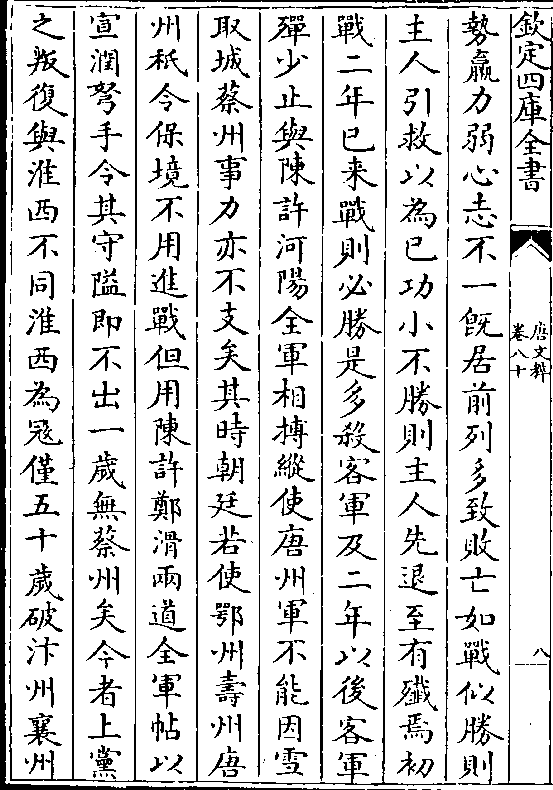 欽定四庫全書
唐文粹
卷八十
八
勢羸力弱心志不一既居前列多致敗亡如戰似勝則
主人引救以為已功小不勝則主人先退至有殲焉初
戰二年已来戰則必勝是多殺客軍及二年以後客軍
殫少止與陳許河陽全軍相搏縱使唐州軍不能因雪
取城蔡州事力亦不支矣其時朝廷若使鄂州壽州唐
州秖令保境不用進戰但用陳許鄭滑兩道全軍帖以
宣潤弩手令其守隘即不出一歲無蔡州矣今者上黨
之叛復與淮西不同淮西為冦僅五十歲破汴州襄州